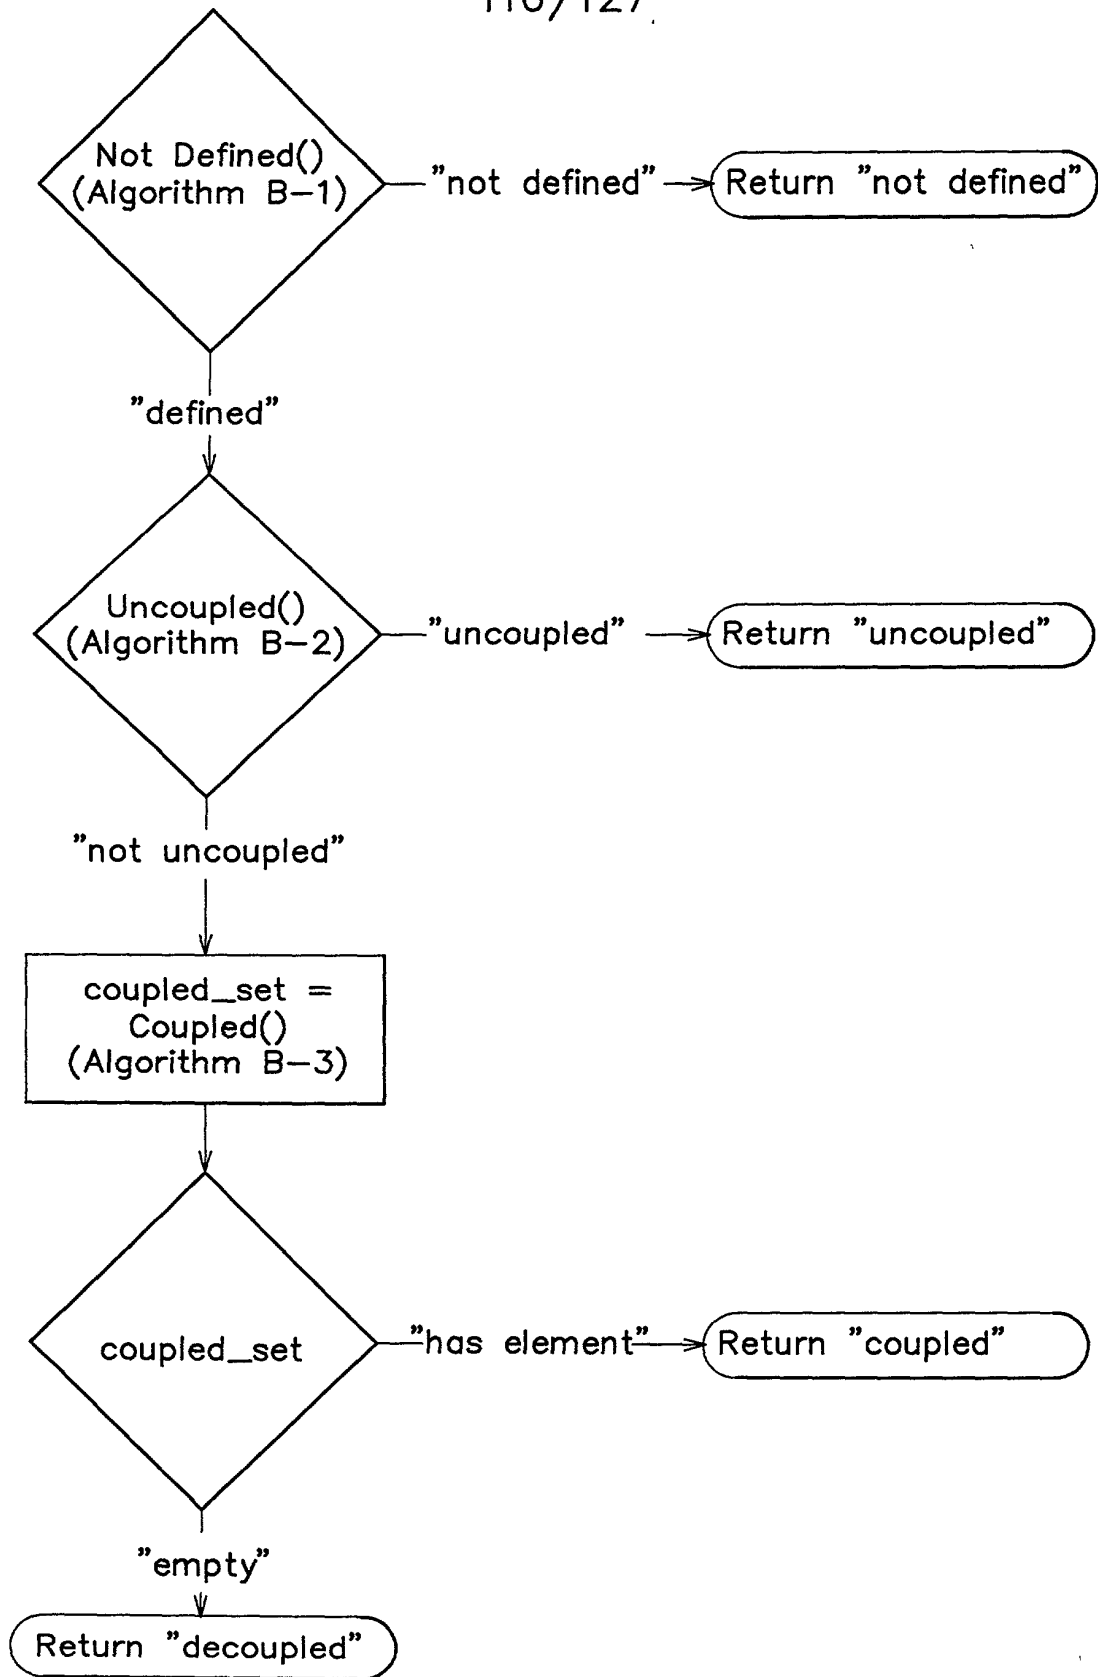 Not Defined()
(Algorithm B-1)
"not defined"
Return "not defined"
"defined"
Uncoupled()
(Algorithm B-2)
"uncoupled"
Return "uncoupled"
"not uncoupled"
coupled_set =
Coupled()
(Algorithm B-3)
coupled_set
"has element"
Return "coupled"
"empty"
Return "decoupled"